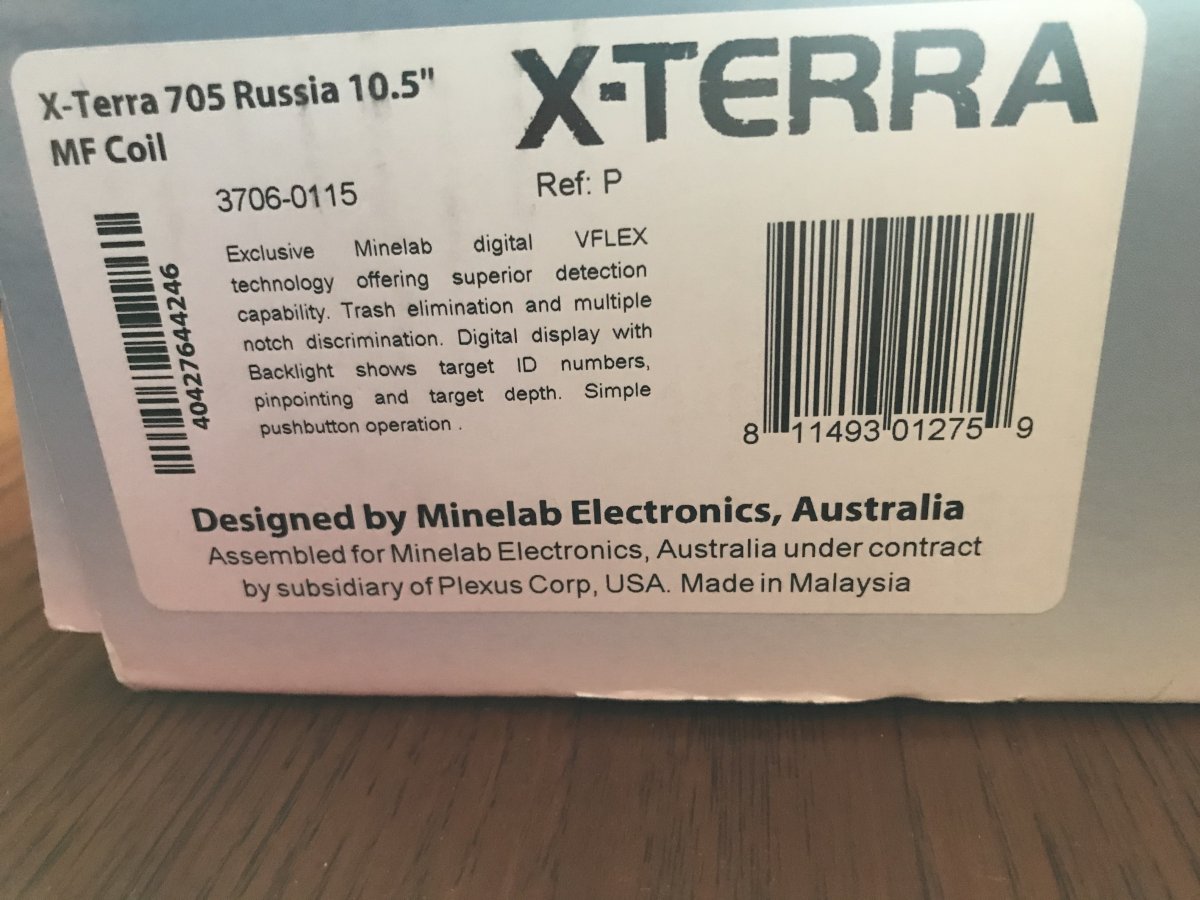 X-Terra 705 Russia 10.5"
MF Coil
X-TERRA
3706-0115
Ref: P
40427644246
Exclusive Minelab digital VFLEX
technology offering superior detection
capability. Trash elimination and multiple
notch discrimination. Digital display with
Backlight shows target ID numbers,
pinpointing and target depth. Simple
pushbutton operation .
8 11493 01275 9
Designed by Minelab Electronics, Australia
Assembled for Minelab Electronics, Australia under contract
by subsidiary of Plexus Corp, USA. Made in Malaysia